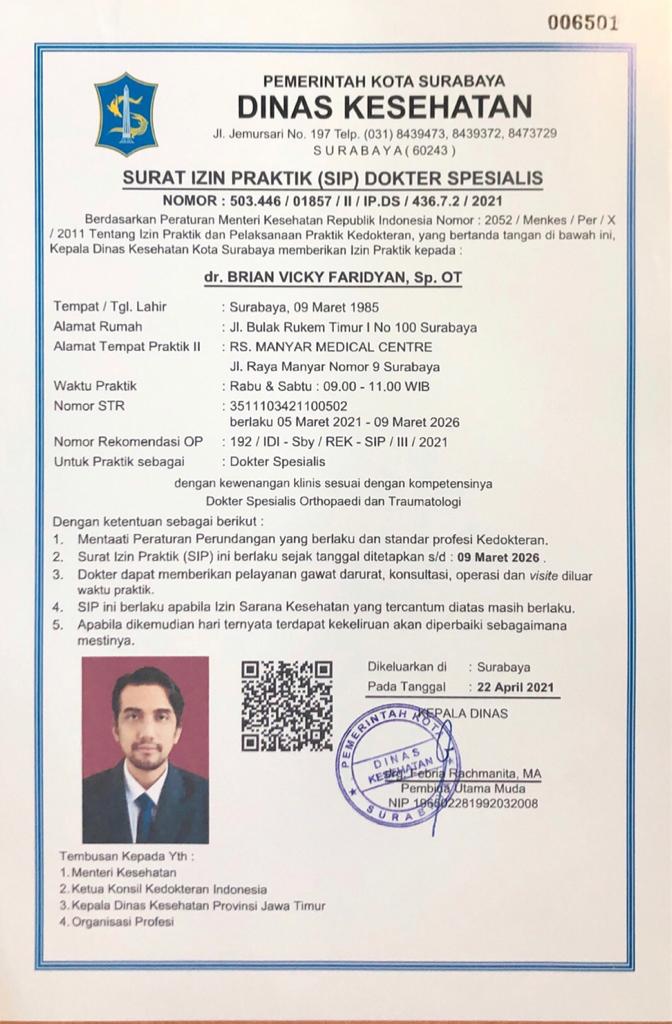 006501
PEMERINTAH KOTA SURABAYA
DINAS KESEHATAN
Jl. Jemursari No. 197 Telp. (031) 8439473, 8439372, 8473729
S U R A B A Y A ( 60243 )
SURAT IZIN PRAKTIK (SIP) DOKTER SPESIALIS
NOMOR : 503.446 / 01857 / II / IP.DS / 436.7.2 / 2021
Berdasarkan Peraturan Menteri Kesehatan Republik Indonesia Nomor : 2052 / Menkes / Per / X
/ 2011 Tentang Izin Praktik dan Pelaksanaan Praktik Kedokteran, yang bertanda tangan di bawah ini,
Kepala Dinas Kesehatan Kota Surabaya memberikan Izin Praktik kepada :
dr. BRIAN VICKY FARIDYAN, Sp. OT
Tempat / Tgl. Lahir : Surabaya, 09 Maret 1985
Alamat Rumah : Jl. Bulak Rukem Timur I No 100 Surabaya
Alamat Tempat Praktik II : RS. MANYAR MEDICAL CENTRE
Jl. Raya Manyar Nomor 9 Surabaya
Waktu Praktik : Rabu & Sabtu : 09.00 - 11.00 WIB
Nomor STR : 3511103421100502
berlaku 05 Maret 2021 - 09 Maret 2026
Nomor Rekomendasi OP : 192 / IDI - Sby / REK - SIP / III / 2021
Untuk Praktik sebagai : Dokter Spesialis
dengan kewenangan klinis sesuai dengan kompetensinya
Dokter Spesialis Orthopaedi dan Traumatologi
Dengan ketentuan sebagai berikut :
1. Mentaati Peraturan Perundangan yang berlaku dan standar profesi Kedokteran.
2. Surat Izin Praktik (SIP) ini berlaku sejak tanggal ditetapkan s/d : 09 Maret 2026 .
3. Dokter dapat memberikan pelayanan gawat darurat, konsultasi, operasi dan visite diluar
waktu praktik.
4. SIP ini berlaku apabila Izin Sarana Kesehatan yang tercantum diatas masih berlaku.
5. Apabila dikemudian hari ternyata terdapat kekeliruan akan diperbaiki sebagaimana
mestinya.
Dikeluarkan di : Surabaya
Pada Tanggal : 22 April 2021
KEPALA DINAS
PEMERINTAH KOTA
DINAS
KESEHATAN
SURABAYA
drg. Febria Rachmanita, MA
Pembina Utama Muda
NIP 196502281992032008
Tembusan Kepada Yth :
1. Menteri Kesehatan
2. Ketua Konsil Kedokteran Indonesia
3. Kepala Dinas Kesehatan Provinsi Jawa Timur
4. Organisasi Profesi